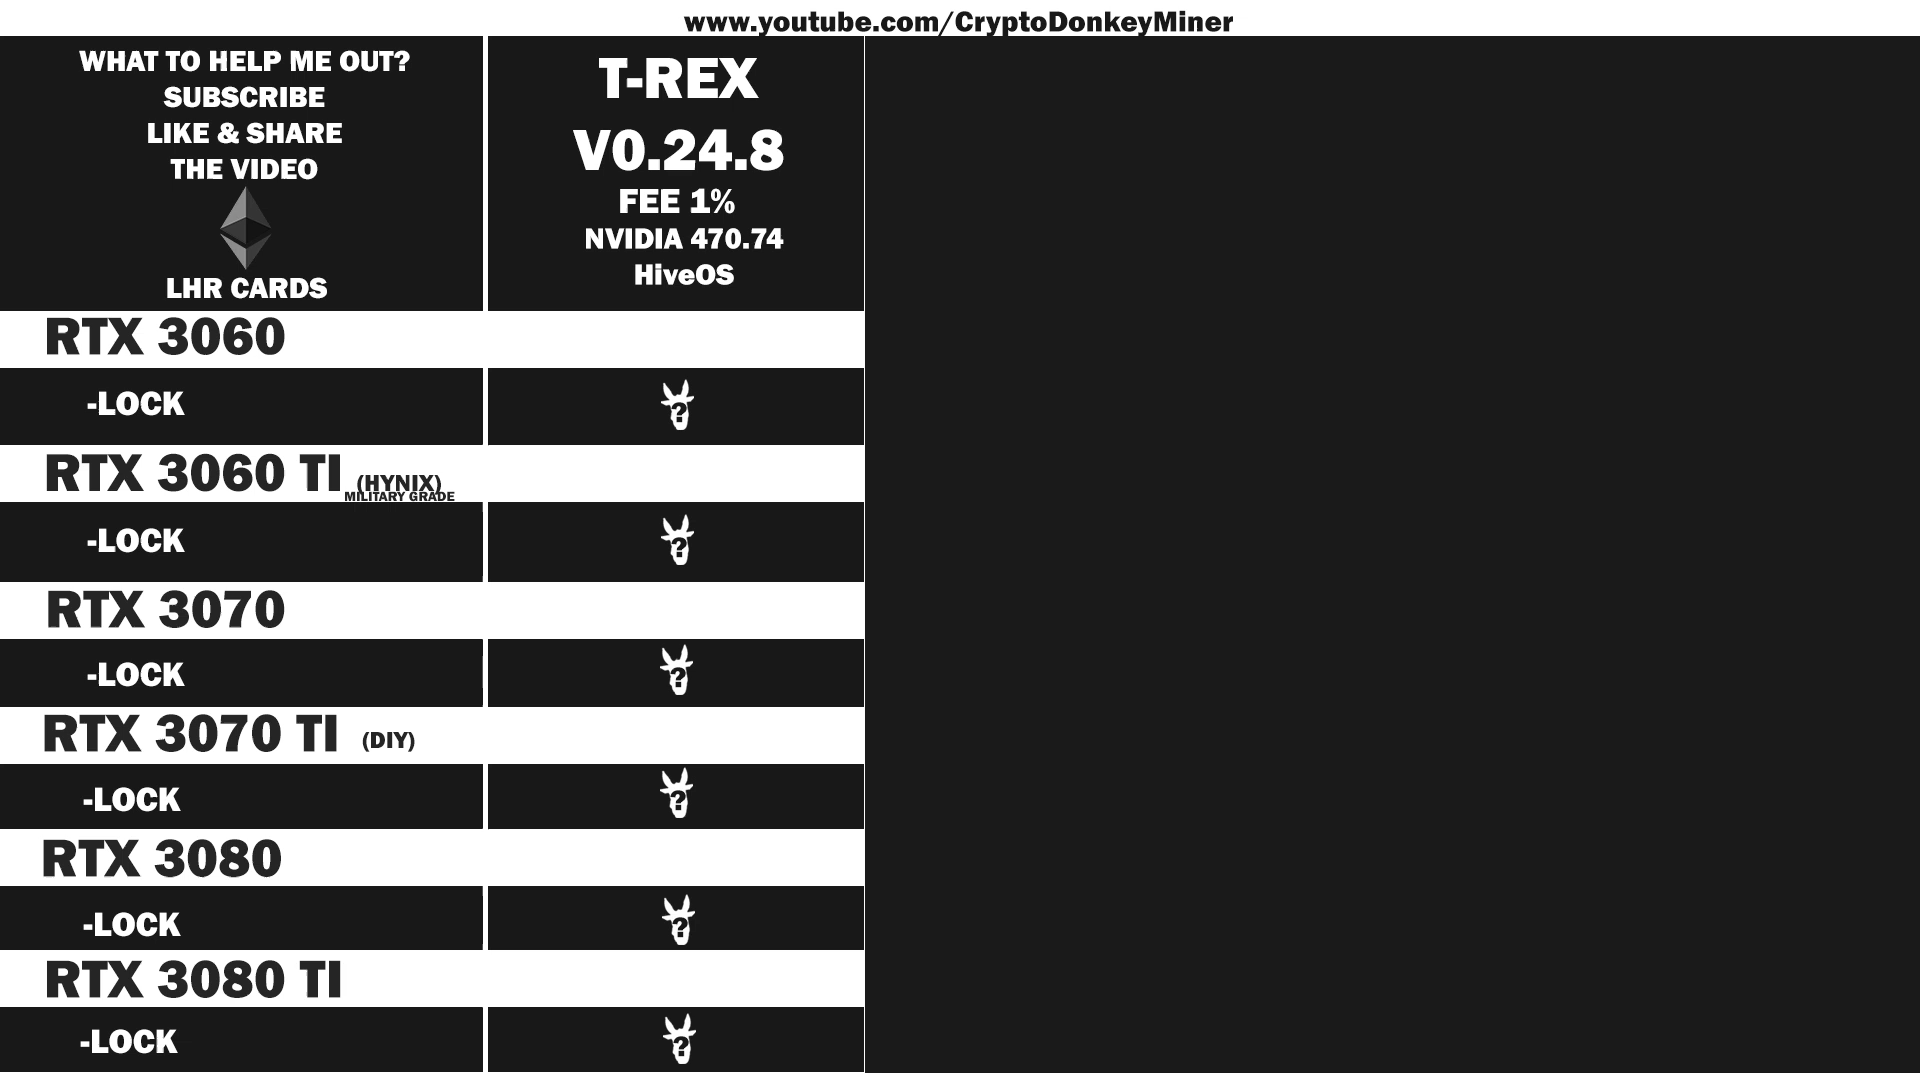 www.youtube.com/CryptoDonkeyMiner
WHAT TO HELP ME OUT?
SUBSCRIBE
LIKE & SHARE
THE VIDEO
LHR CARDS
T-REX
V0.24.8
FEE 1%
NVIDIA 470.74
HiveOS
RTX 3060
-LOCK
?
RTX 3060 TI (HYNIX)
MILITARY GRADE
-LOCK
?
RTX 3070
-LOCK
?
RTX 3070 TI (DIY)
-LOCK
?
RTX 3080
-LOCK
?
RTX 3080 TI
-LOCK
?